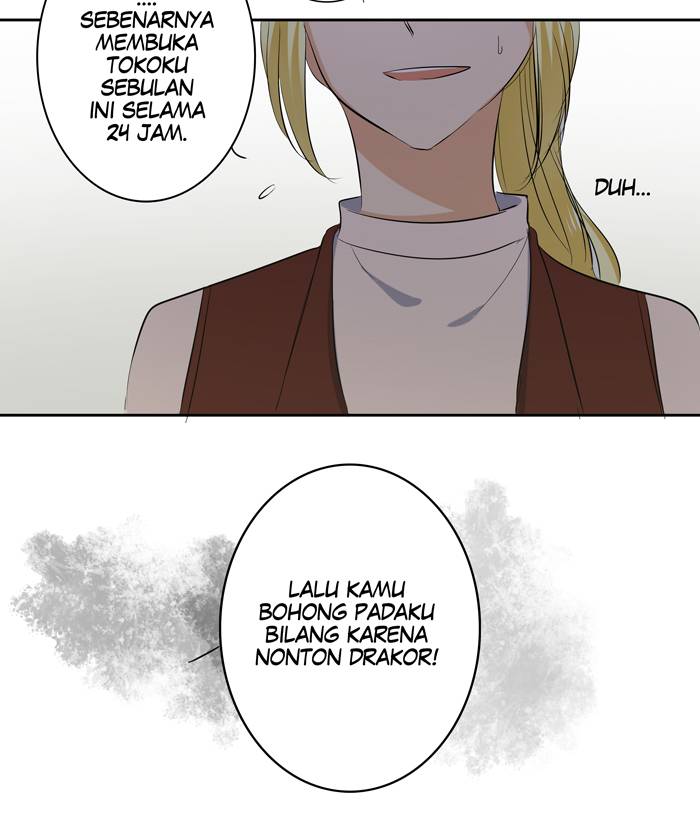 ....
SEBENARNYA
MEMBUKA
TOKOKU
SEBULAN
INI SELAMA
24 JAM.
DUH...
LALU KAMU
BOHONG PADAKU
BILANG KARENA
NONTON DRAKOR!